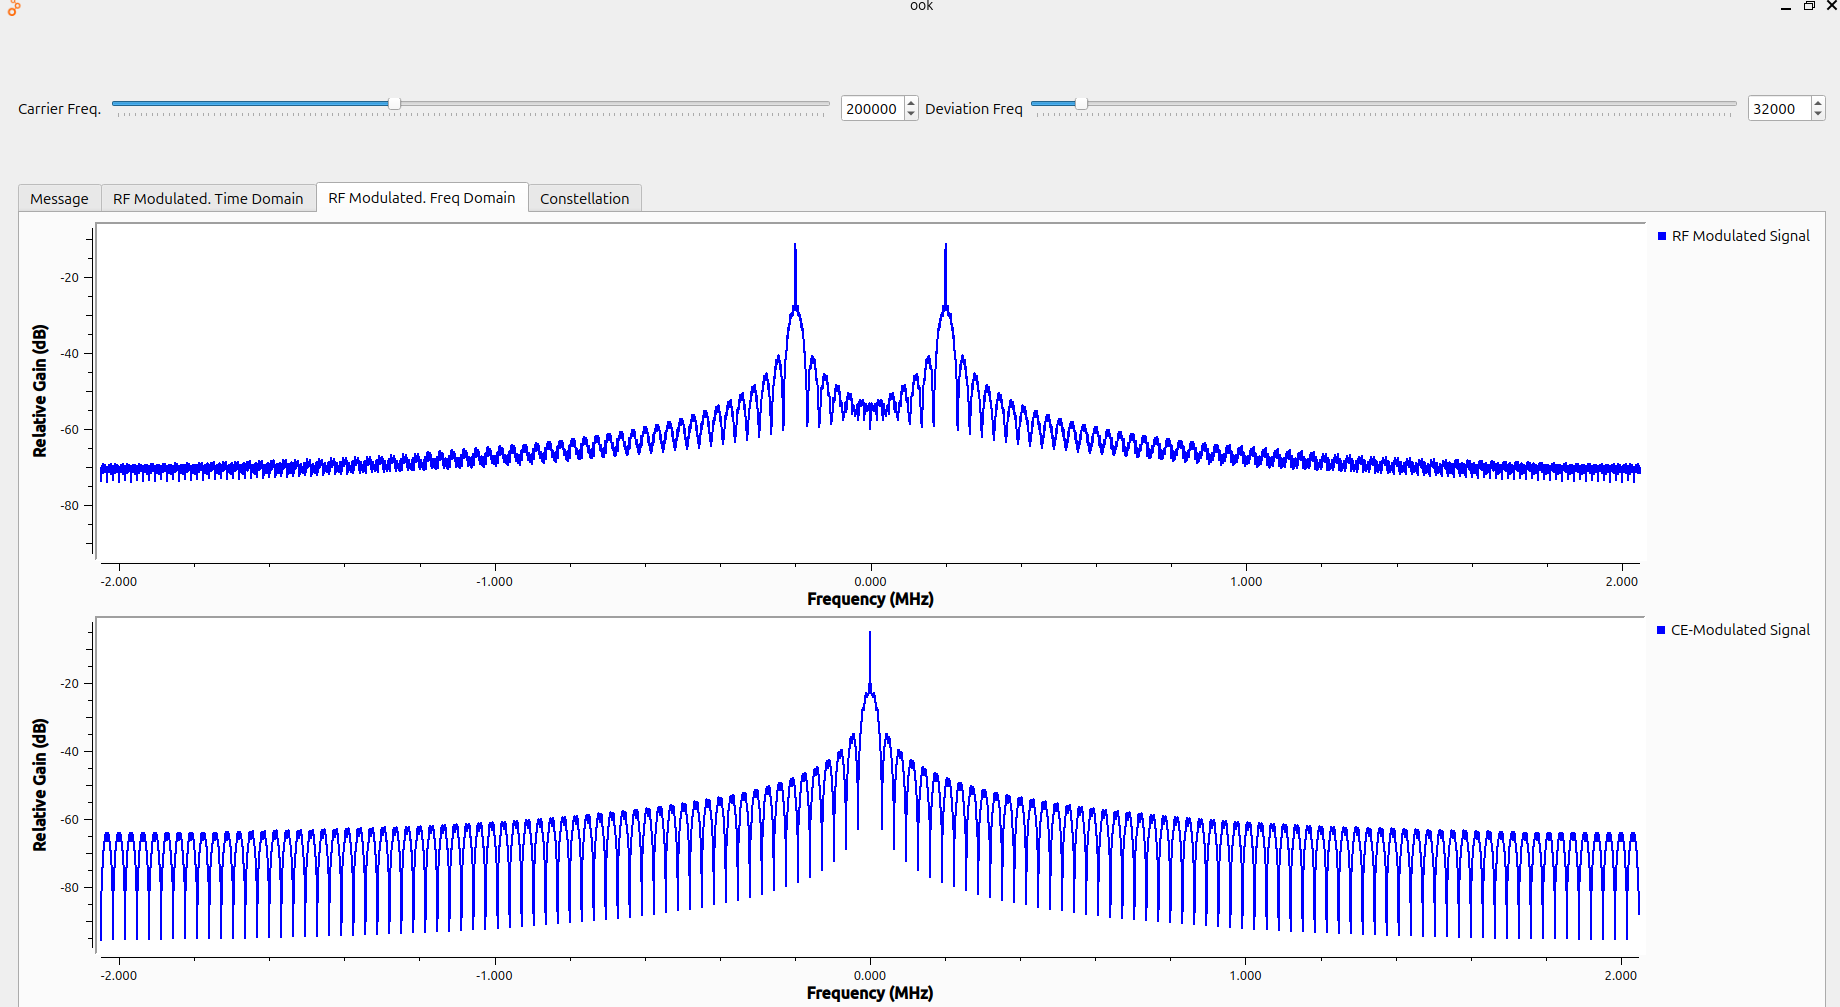 ook
Carrier Freq. 200000 Deviation Freq 32000
Message RF Modulated. Time Domain RF Modulated. Freq Domain Constellation
RF Modulated Signal
Relative Gain (dB)
-20
-40
-60
-80
-2.000 -1.000 0.000 1.000 2.000
Frequency (MHz)
CE-Modulated Signal
Relative Gain (dB)
-20
-40
-60
-80
-2.000 -1.000 0.000 1.000 2.000
Frequency (MHz)